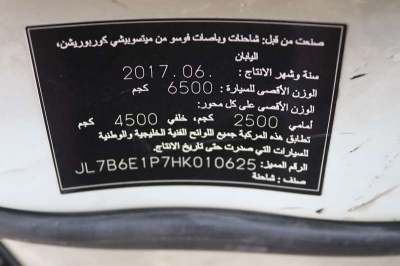 صنعت من قبل: شاحنات وباصات فوسو من ميتسوبيشي كوربوريشن,
اليابان
سنة وشهر الانتاج: 2017.06.
الوزن الأقصى للسيارة : 6500 كجم
الوزن الأقصى على كل محور:
أمامي 2500 كجم, خلفي 4500 كجم
تطابق هذه المركبة جميع اللوائح الفنية الخليجية والوطنية
للسيارات التي صدرت حتى تاريخ الانتاج.
الرقم المميز: JL7B6E1P7HK010625
صنف : شاحنة